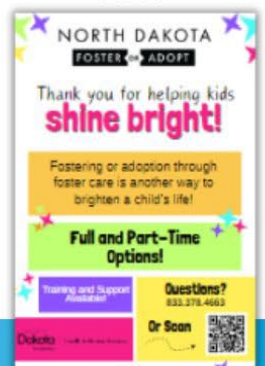 NORTH DAKOTA
FOSTER OR ADOPT
Thank you for helping kids
shine bright!
Fostering or adoption through
foster care is another way to
brighten a child's life!
Full and Part-Time
Options!
Training and Support
Available!
Questions?
833.378.4663
Or Scan
Dakota